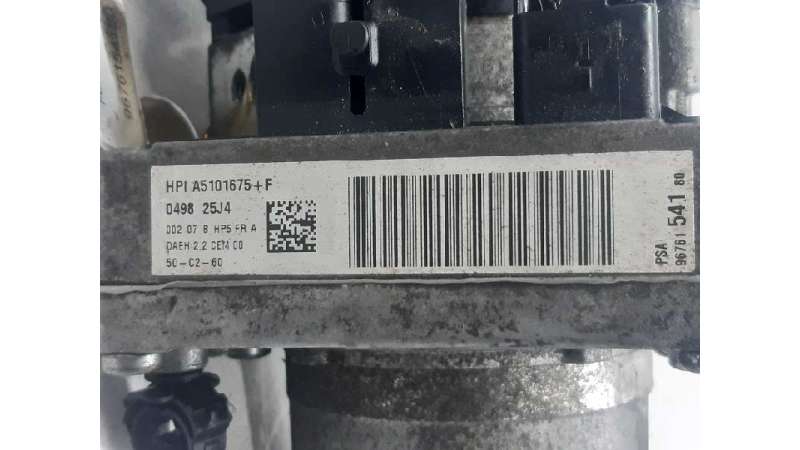 HPI A5101675+F
0498 25J4
002 07 8 HP5 FR A
DAEH 2.2 DEM 00
50-C2-60
PSA
96761 541 80